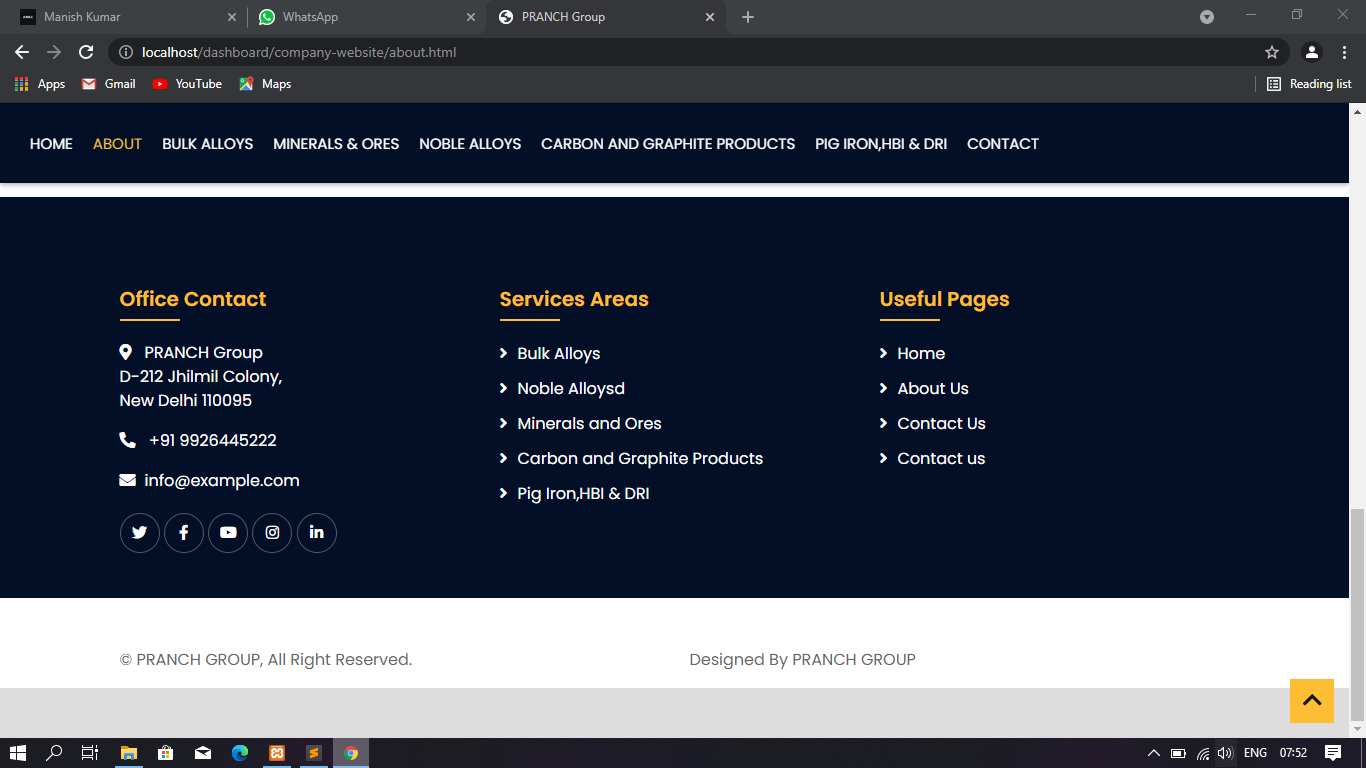 Manish Kumar
WhatsApp
PRANCH Group
localhost/dashboard/company-website/about.html
Apps
Gmail
YouTube
Maps
Reading list
HOME
ABOUT
BULK ALLOYS
MINERALS & ORES
NOBLE ALLOYS
CARBON AND GRAPHITE PRODUCTS
PIG IRON,HBI & DRI
CONTACT
Office Contact
PRANCH Group
D-212 Jhilmil Colony,
New Delhi 110095
+91 9926445222
info@example.com
Services Areas
Bulk Alloys
Noble Alloysd
Minerals and Ores
Carbon and Graphite Products
Pig Iron,HBI & DRI
Useful Pages
Home
About Us
Contact Us
Contact us
© PRANCH GROUP, All Right Reserved.
Designed By PRANCH GROUP
ENG
07:52